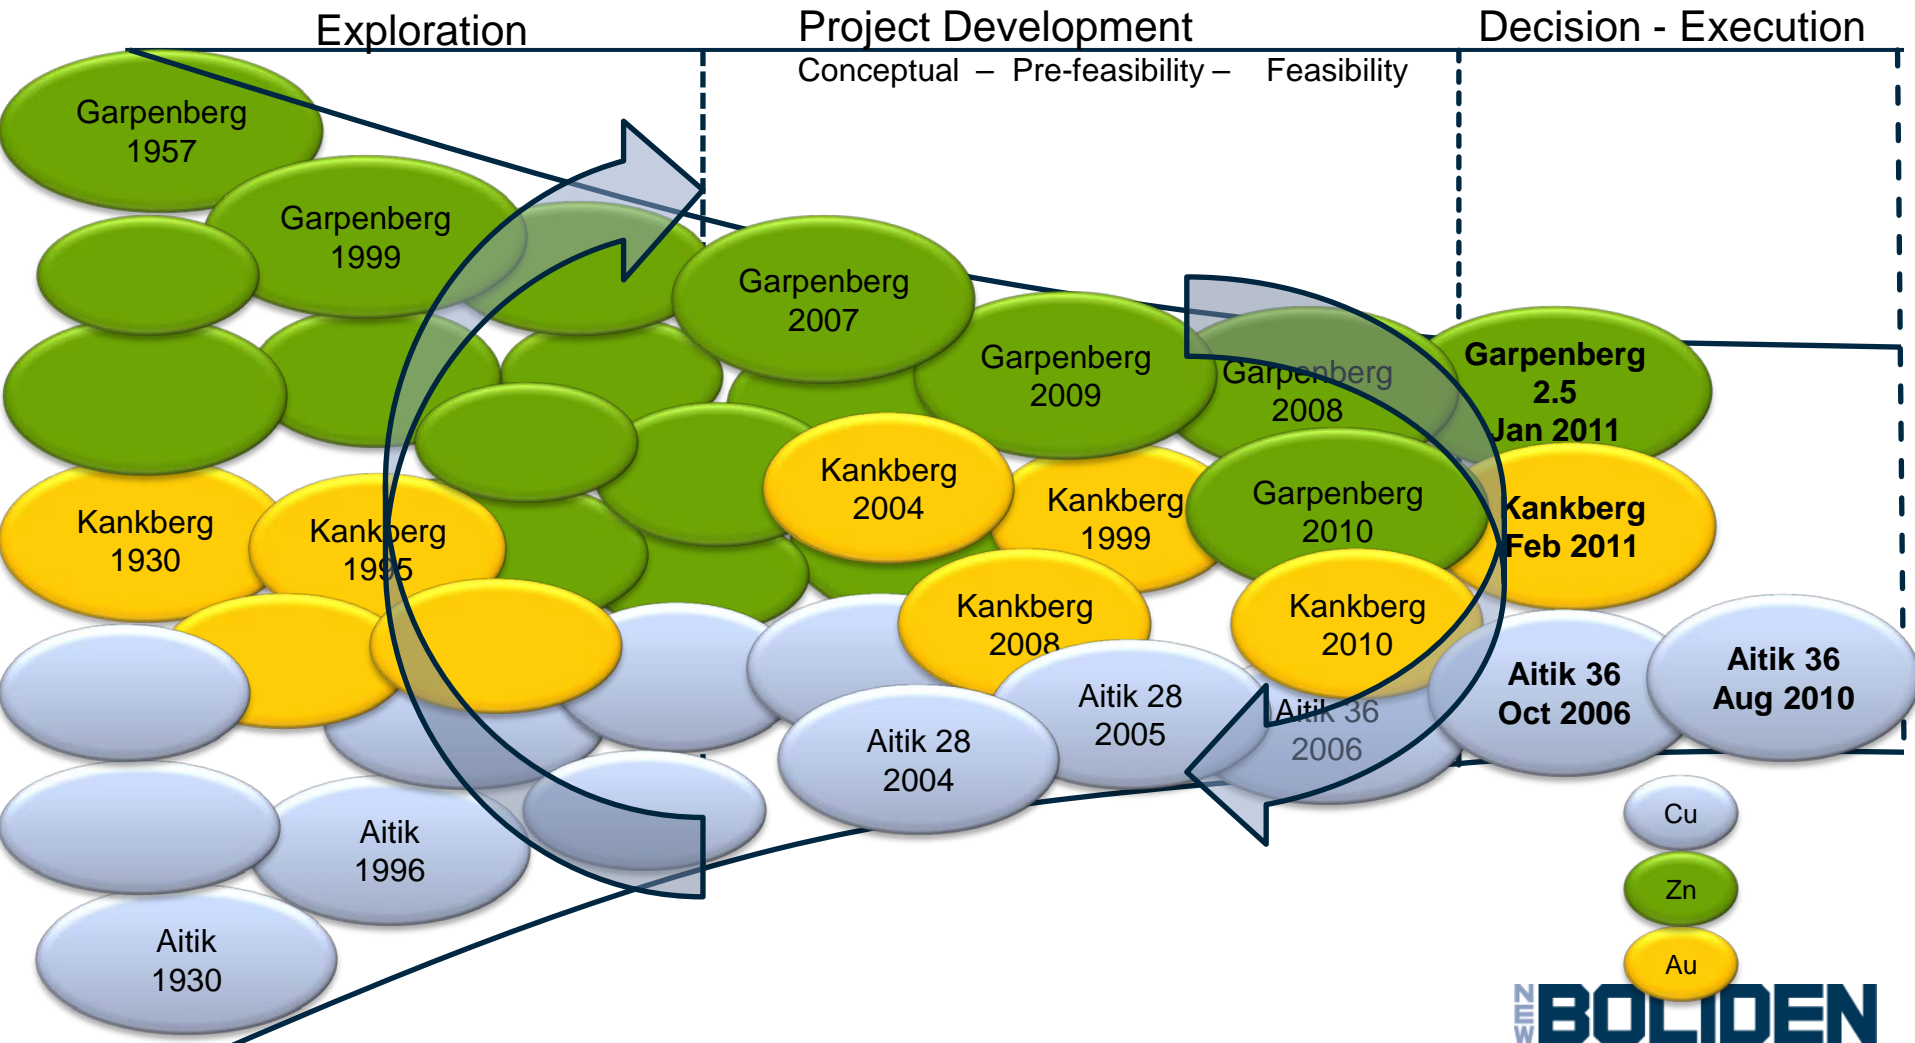 Exploration
Project Development
Decision - Execution
Conceptual – Pre-feasibility – Feasibility
Garpenberg
1957
Garpenberg
1999
Garpenberg
2007
Garpenberg
2009
Garpenberg
2008
Garpenberg
2.5
Jan 2011
Kankberg
1930
Kankberg
1995
Kankberg
2004
Kankberg
1999
Garpenberg
2010
Kankberg
Feb 2011
Kankberg
2008
Kankberg
2010
Aitik 28
2004
Aitik 28
2005
Aitik 36
2006
Aitik 36
Oct 2006
Aitik 36
Aug 2010
Aitik
1996
Aitik
1930
Cu
Zn
Au
NEW BOLIDEN